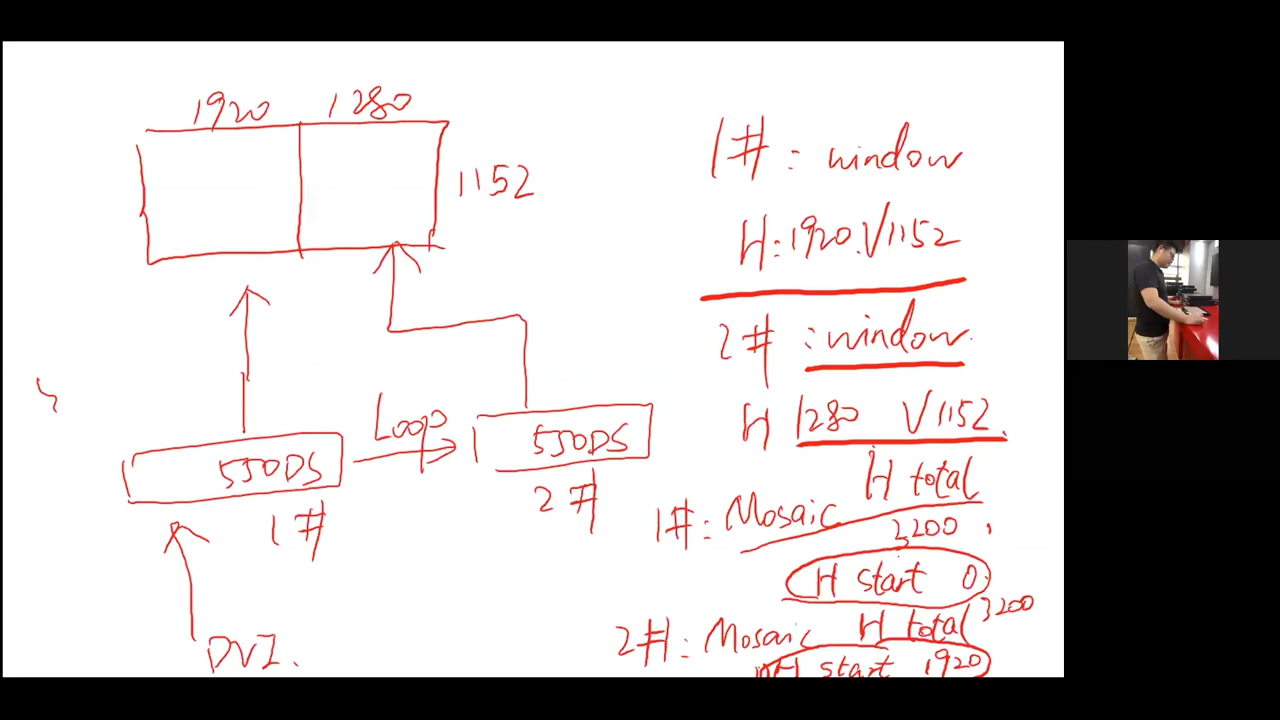 1920 1280
1152
Loop
550DS
550DS
1#
2#
DVI.
1#: window
H:1920.V1152
2#: window.
H 1280 V1152.
H total
1#: Mosaic
3200
H start 0.
2#: Mosaic H total 3200
H start 1920